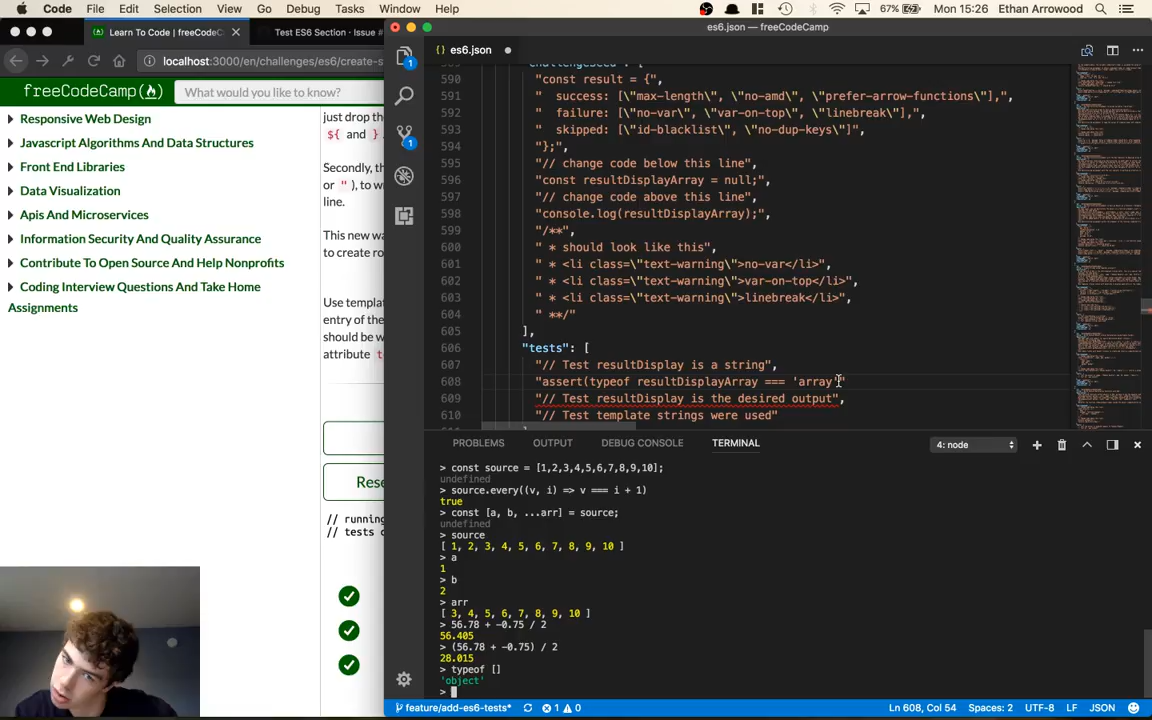 Code File Edit Selection View Go Debug Tasks Window Help 67% Mon 15:26 Ethan Arrowood
Learn To Code | freeCodeC
Test ES6 Section · Issue #
es6.json — freeCodeCamp
{} es6.json
localhost:3000/en/challenges/es6/create-s
freeCodeCamp
What would you like to know?
Responsive Web Design
Javascript Algorithms And Data Structures
Front End Libraries
Data Visualization
Apis And Microservices
Information Security And Quality Assurance
Contribute To Open Source And Help Nonprofits
Coding Interview Questions And Take Home
Assignments
just drop the
${ and }.
Secondly, th
or " ), to w
line.
This new wa
to create ro
Use templat
entry of the
should be w
attribute t
Rese
// running
// tests c
590 "const result = {",
591 " success: [\"max-length\", \"no-amd\", \"prefer-arrow-functions\"],",
592 " failure: [\"no-var\", \"var-on-top\", \"linebreak\"],",
593 " skipped: [\"id-blacklist\", \"no-dup-keys\"]",
594 "};",
595 "// change code below this line",
596 "const resultDisplayArray = null;",
597 "// change code above this line",
598 "console.log(resultDisplayArray);",
599 "/**",
600 " * should look like this",
601 " * <li class=\"text-warning\">no-var</li>",
602 " * <li class=\"text-warning\">var-on-top</li>",
603 " * <li class=\"text-warning\">linebreak</li>",
604 " **/"
605 ],
606 "tests": [
607 "// Test resultDisplay is a string",
608 "assert(typeof resultDisplayArray === 'array'"
609 "// Test resultDisplay is the desired output",
610 "// Test template strings were used"
PROBLEMS OUTPUT DEBUG CONSOLE TERMINAL 4: node
> const source = [1,2,3,4,5,6,7,8,9,10];
undefined
> source.every((v, i) => v === i + 1)
true
> const [a, b, ...arr] = source;
undefined
> source
[ 1, 2, 3, 4, 5, 6, 7, 8, 9, 10 ]
> a
1
> b
2
> arr
[ 3, 4, 5, 6, 7, 8, 9, 10 ]
> 56.78 + -0.75 / 2
56.405
> (56.78 + -0.75) / 2
28.015
> typeof []
'object'
>
feature/add-es6-tests* 1 0 Ln 608, Col 54 Spaces: 2 UTF-8 LF JSON